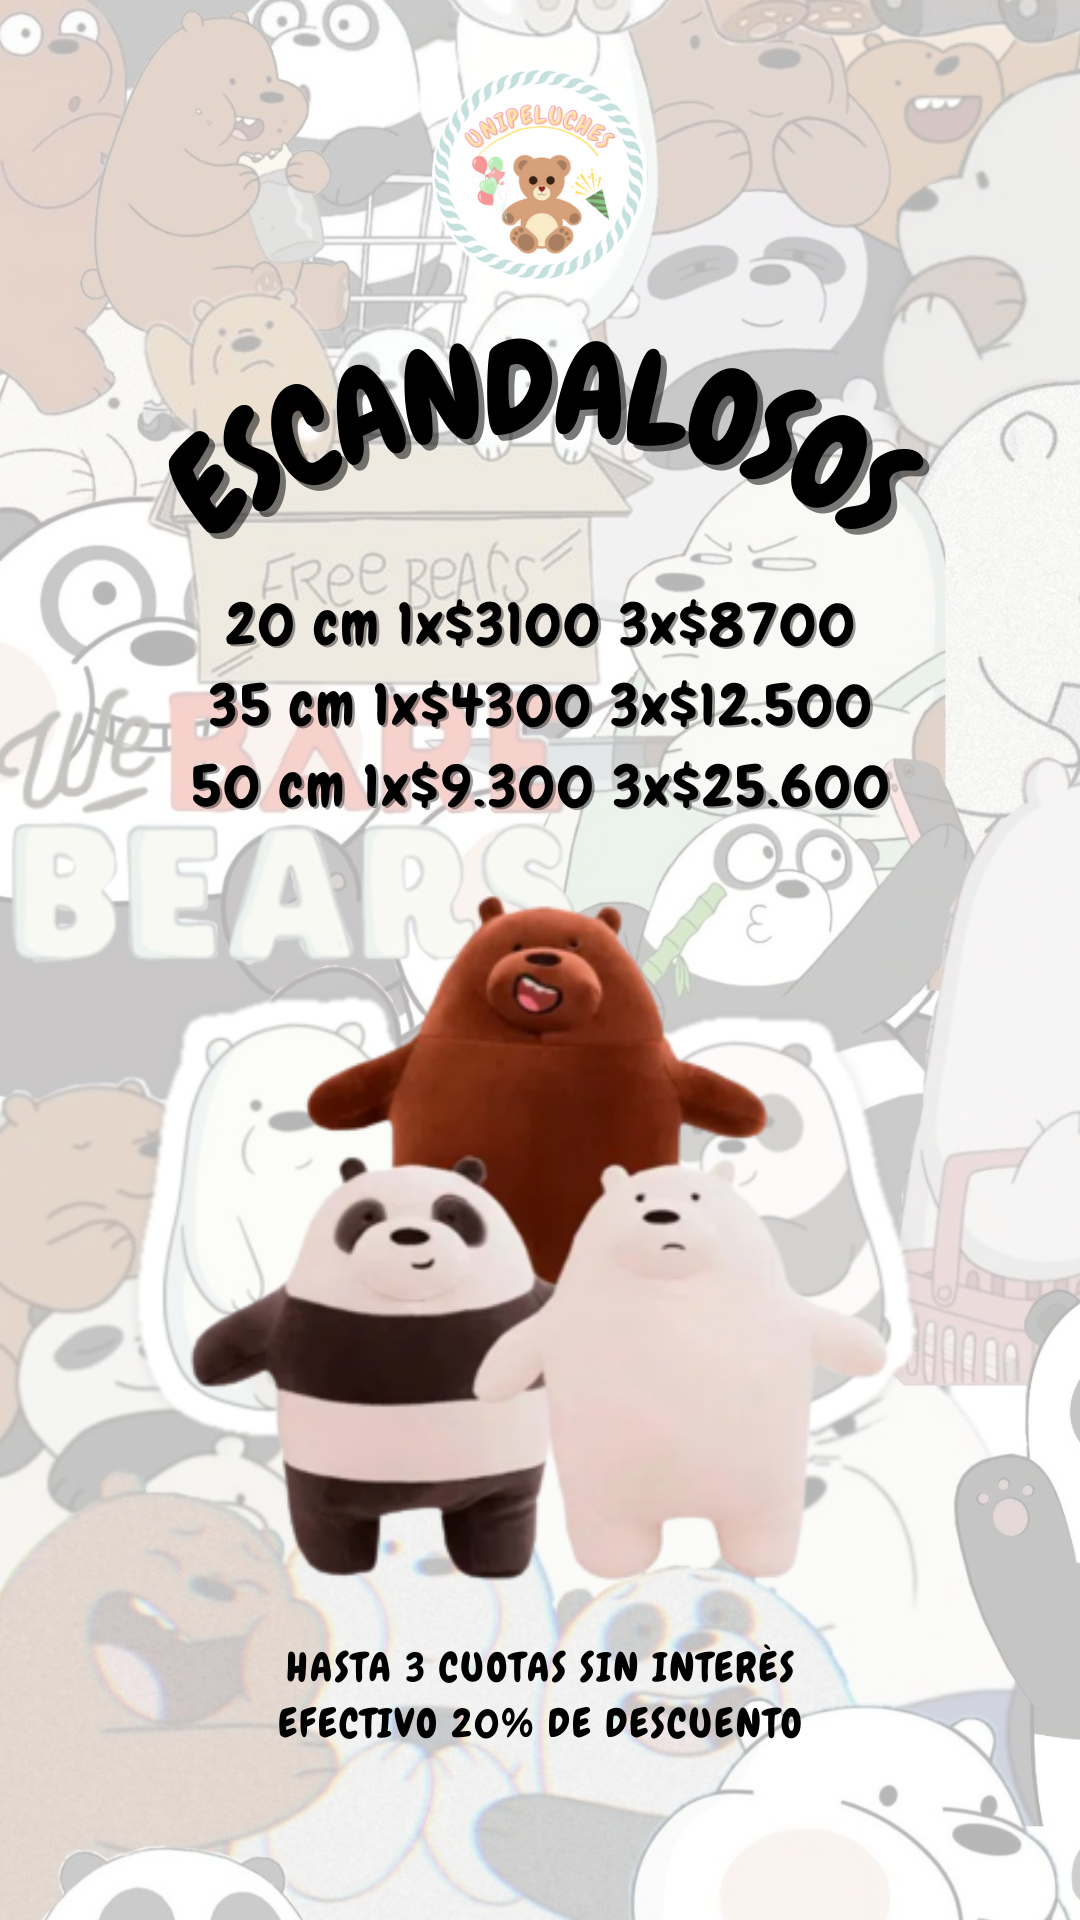 UNIPELUCHES
ESCANDALOSOS
FRee BEARS
20 cm 1x$3100 3x$8700
35 cm 1x$4300 3x$12.500
50 cm 1x$9.300 3x$25.600
We BARE
BEARS
HASTA 3 CUOTAS SIN INTERÈS
EFECTIVO 20% DE DESCUENTO